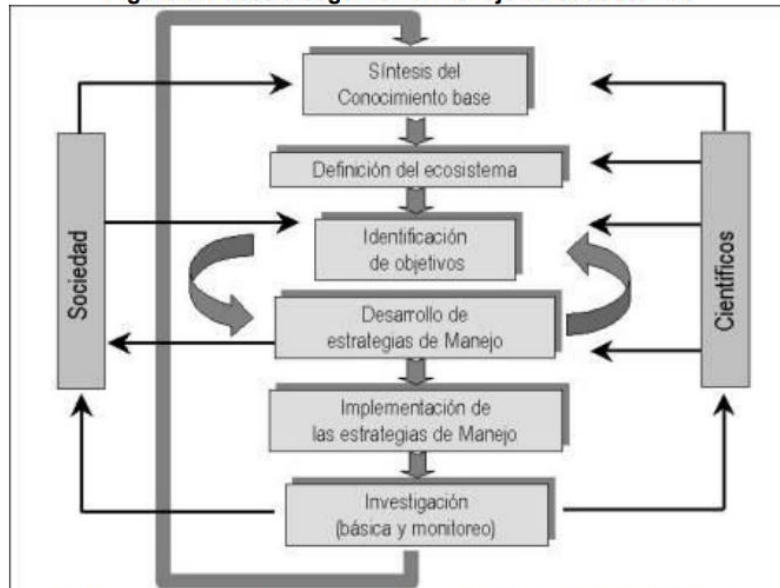 Síntesis del
Conocimiento base
Definición del ecosistema
Identificación
de objetivos
Desarrollo de
estrategias de Manejo
Implementación de
las estrategias de Manejo
Investigación
(básica y monitoreo)
Sociedad
Científicos